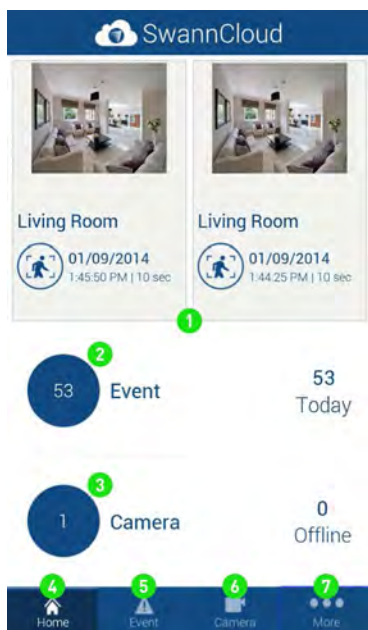 SwannCloud
Living Room
01/09/2014
1:45:50 PM | 10 sec
Living Room
01/09/2014
1:44:25 PM | 10 sec
1
2
53
Event
53
Today
3
1
Camera
0
Offline
4
5
6
7
Home
Event
Camera
More